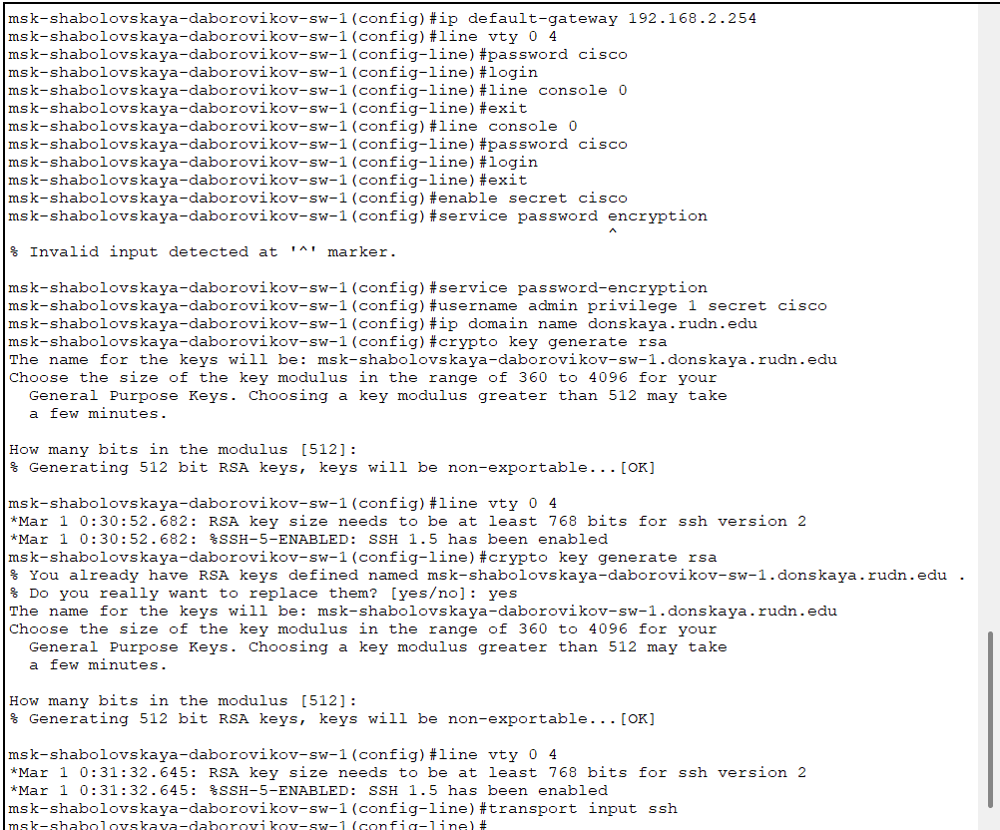 msk-shabolovskaya-daborovikov-sw-1(config)#ip default-gateway 192.168.2.254
msk-shabolovskaya-daborovikov-sw-1(config)#line vty 0 4
msk-shabolovskaya-daborovikov-sw-1(config-line)#password cisco
msk-shabolovskaya-daborovikov-sw-1(config-line)#login
msk-shabolovskaya-daborovikov-sw-1(config-line)#line console 0
msk-shabolovskaya-daborovikov-sw-1(config-line)#exit
msk-shabolovskaya-daborovikov-sw-1(config)#line console 0
msk-shabolovskaya-daborovikov-sw-1(config-line)#password cisco
msk-shabolovskaya-daborovikov-sw-1(config-line)#login
msk-shabolovskaya-daborovikov-sw-1(config-line)#exit
msk-shabolovskaya-daborovikov-sw-1(config)#enable secret cisco
msk-shabolovskaya-daborovikov-sw-1(config)#service password encryption
^
% Invalid input detected at '^' marker.
msk-shabolovskaya-daborovikov-sw-1(config)#service password-encryption
msk-shabolovskaya-daborovikov-sw-1(config)#username admin privilege 1 secret cisco
msk-shabolovskaya-daborovikov-sw-1(config)#ip domain name donskaya.rudn.edu
msk-shabolovskaya-daborovikov-sw-1(config)#crypto key generate rsa
The name for the keys will be: msk-shabolovskaya-daborovikov-sw-1.donskaya.rudn.edu
Choose the size of the key modulus in the range of 360 to 4096 for your
General Purpose Keys. Choosing a key modulus greater than 512 may take
a few minutes.
How many bits in the modulus [512]:
% Generating 512 bit RSA keys, keys will be non-exportable...[OK]
msk-shabolovskaya-daborovikov-sw-1(config)#line vty 0 4
*Mar 1 0:30:52.682: RSA key size needs to be at least 768 bits for ssh version 2
*Mar 1 0:30:52.682: %SSH-5-ENABLED: SSH 1.5 has been enabled
msk-shabolovskaya-daborovikov-sw-1(config-line)#crypto key generate rsa
% You already have RSA keys defined named msk-shabolovskaya-daborovikov-sw-1.donskaya.rudn.edu .
% Do you really want to replace them? [yes/no]: yes
The name for the keys will be: msk-shabolovskaya-daborovikov-sw-1.donskaya.rudn.edu
Choose the size of the key modulus in the range of 360 to 4096 for your
General Purpose Keys. Choosing a key modulus greater than 512 may take
a few minutes.
How many bits in the modulus [512]:
% Generating 512 bit RSA keys, keys will be non-exportable...[OK]
msk-shabolovskaya-daborovikov-sw-1(config)#line vty 0 4
*Mar 1 0:31:32.645: RSA key size needs to be at least 768 bits for ssh version 2
*Mar 1 0:31:32.645: %SSH-5-ENABLED: SSH 1.5 has been enabled
msk-shabolovskaya-daborovikov-sw-1(config-line)#transport input ssh
msk-shabolovskaya-daborovikov-sw-1(config-line)#